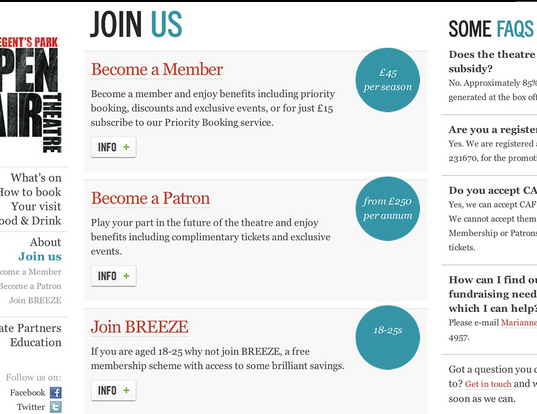 REGENT'S PARK
OPEN
AIR
THEATRE
What's on
How to book
Your visit
Food & Drink
About
Join us
Become a Member
Become a Patron
Join BREEZE
ate Partners
Education
Follow us on:
Facebook
Twitter
JOIN US
Become a Member
£45
per season
Become a member and enjoy benefits including priority
booking, discounts and exclusive events, or for just £15
subscribe to our Priority Booking service.
INFO +
Become a Patron
from £250
per annum
Play your part in the future of the theatre and enjoy
benefits including complimentary tickets and exclusive
events.
INFO +
Join BREEZE
18-25s
If you are aged 18-25 why not join BREEZE, a free
membership scheme with access to some brilliant savings.
INFO +
SOME FAQS
Does the theatre
subsidy?
No. Approximately 85%
generated at the box off
Are you a register
Yes. We are registered a
231670, for the promoti
Do you accept CA
Yes, we can accept CAF
We cannot accept them
Membership or Patrons
tickets.
How can I find ou
fundraising need
which I can help?
Please e-mail Marianne
4957.
Got a question you c
to? Get in touch and w
soon as we can.